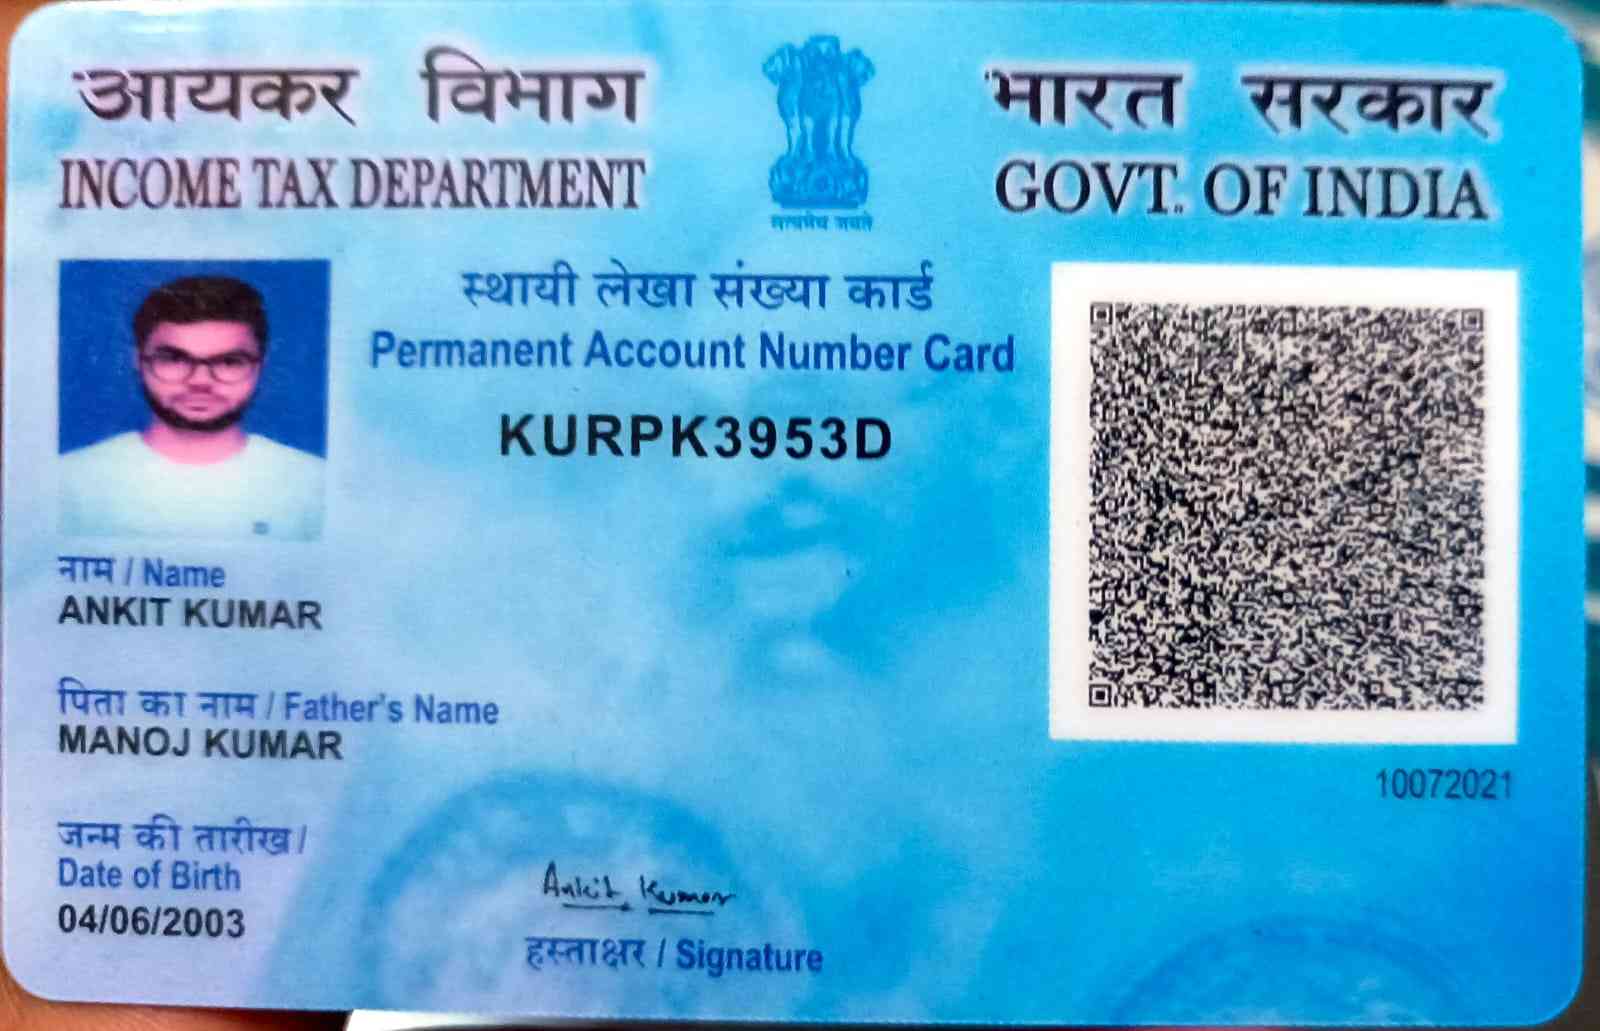 आयकर विभाग
INCOME TAX DEPARTMENT
सत्यमेव जयते
भारत सरकार
GOVT. OF INDIA
स्थायी लेखा संख्या कार्ड
Permanent Account Number Card
KURPK3953D
नाम / Name
ANKIT KUMAR
पिता का नाम / Father's Name
MANOJ KUMAR
जन्म की तारीख /
Date of Birth
04/06/2003
Ankit Kumar
हस्ताक्षर / Signature
10072021